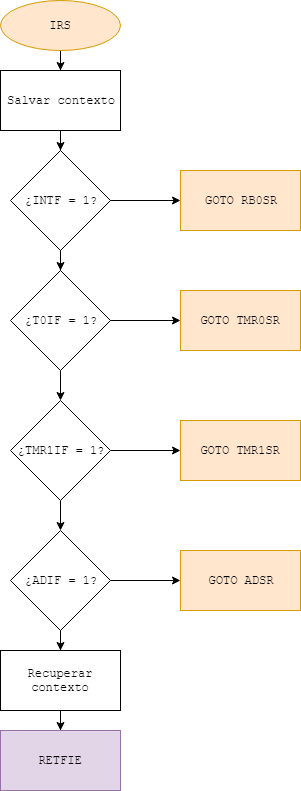 IRS
Salvar contexto
¿INTF = 1?
GOTO RB0SR
¿T0IF = 1?
GOTO TMR0SR
¿TMR1IF = 1?
GOTO TMR1SR
¿ADIF = 1?
GOTO ADSR
Recuperar
contexto
RETFIE